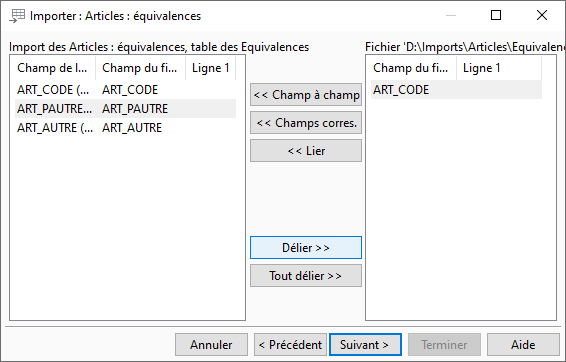 Importer : Articles : équivalences
Import des Articles : équivalences, table des Equivalences
Fichier 'D:\Imports\Articles\Equivalenc
Champ de l... Champ du fi... Ligne 1
ART_CODE (... ART_CODE
ART_PAUTRE... ART_PAUTRE
ART_AUTRE (... ART_AUTRE
<< Champ à champ
<< Champs corres.
<< Lier
Délier >>
Tout délier >>
Champ du fi... Ligne 1
ART_CODE
Annuler
< Précédent
Suivant >
Terminer
Aide